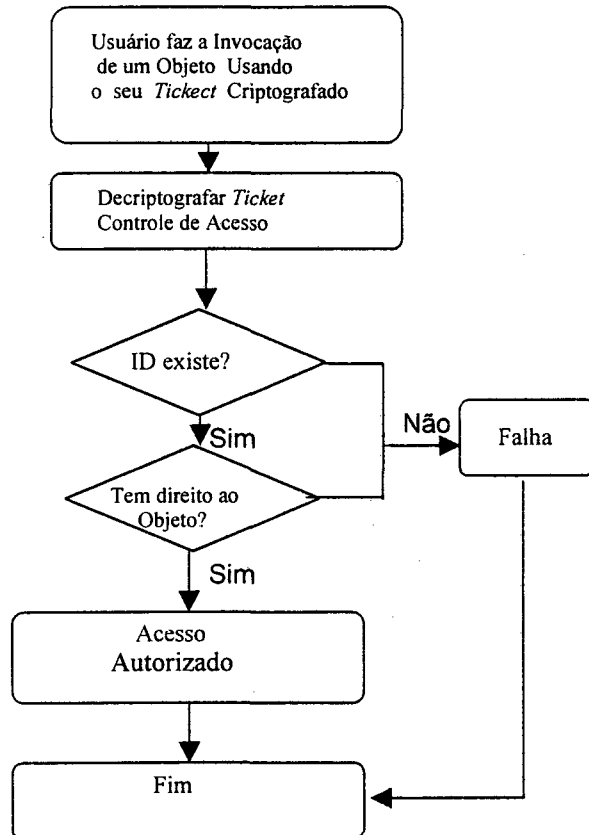 Usuário faz a Invocação
de um Objeto Usando
o seu Tickect Criptografado
Decriptografar Ticket
Controle de Acesso
ID existe?
Sim
Não
Falha
Tem direito ao
Objeto?
Sim
Acesso
Autorizado
Fim